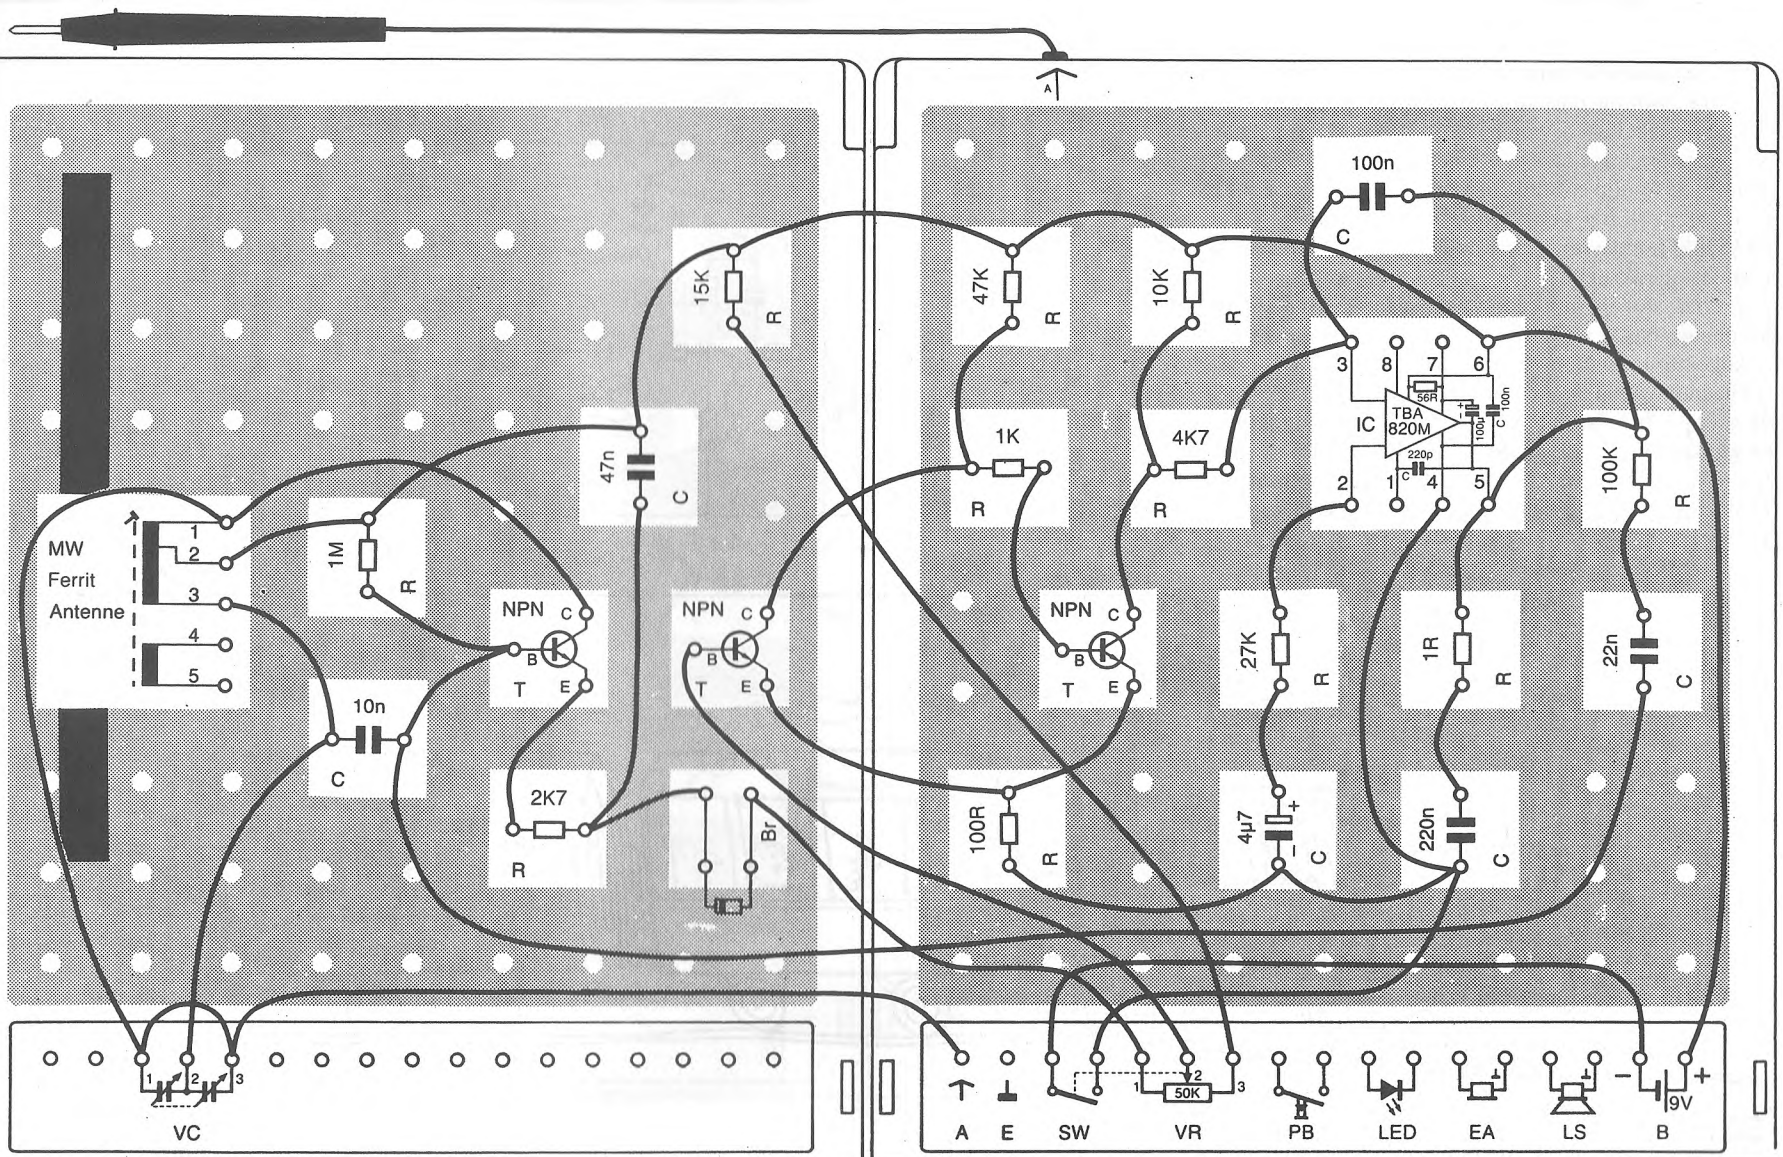 A
100n
C
15K
R
47K
R
10K
R
3
8
7
6
56R
+
−
100µ
100n
C
IC
TBA
820M
220p
C
2
1
4
5
47n
C
1K
R
4K7
R
100K
R
MW
Ferrit
Antenne
1
2
3
4
5
1M
R
NPN
C
B
E
T
NPN
C
B
E
T
NPN
C
B
E
T
27K
R
1R
R
22n
C
10n
C
2K7
R
Br
100R
R
4µ7
+
−
C
220n
C
1
2
3
VC
1
2
3
50K
−
+
9V
A
E
SW
VR
PB
LED
EA
LS
B